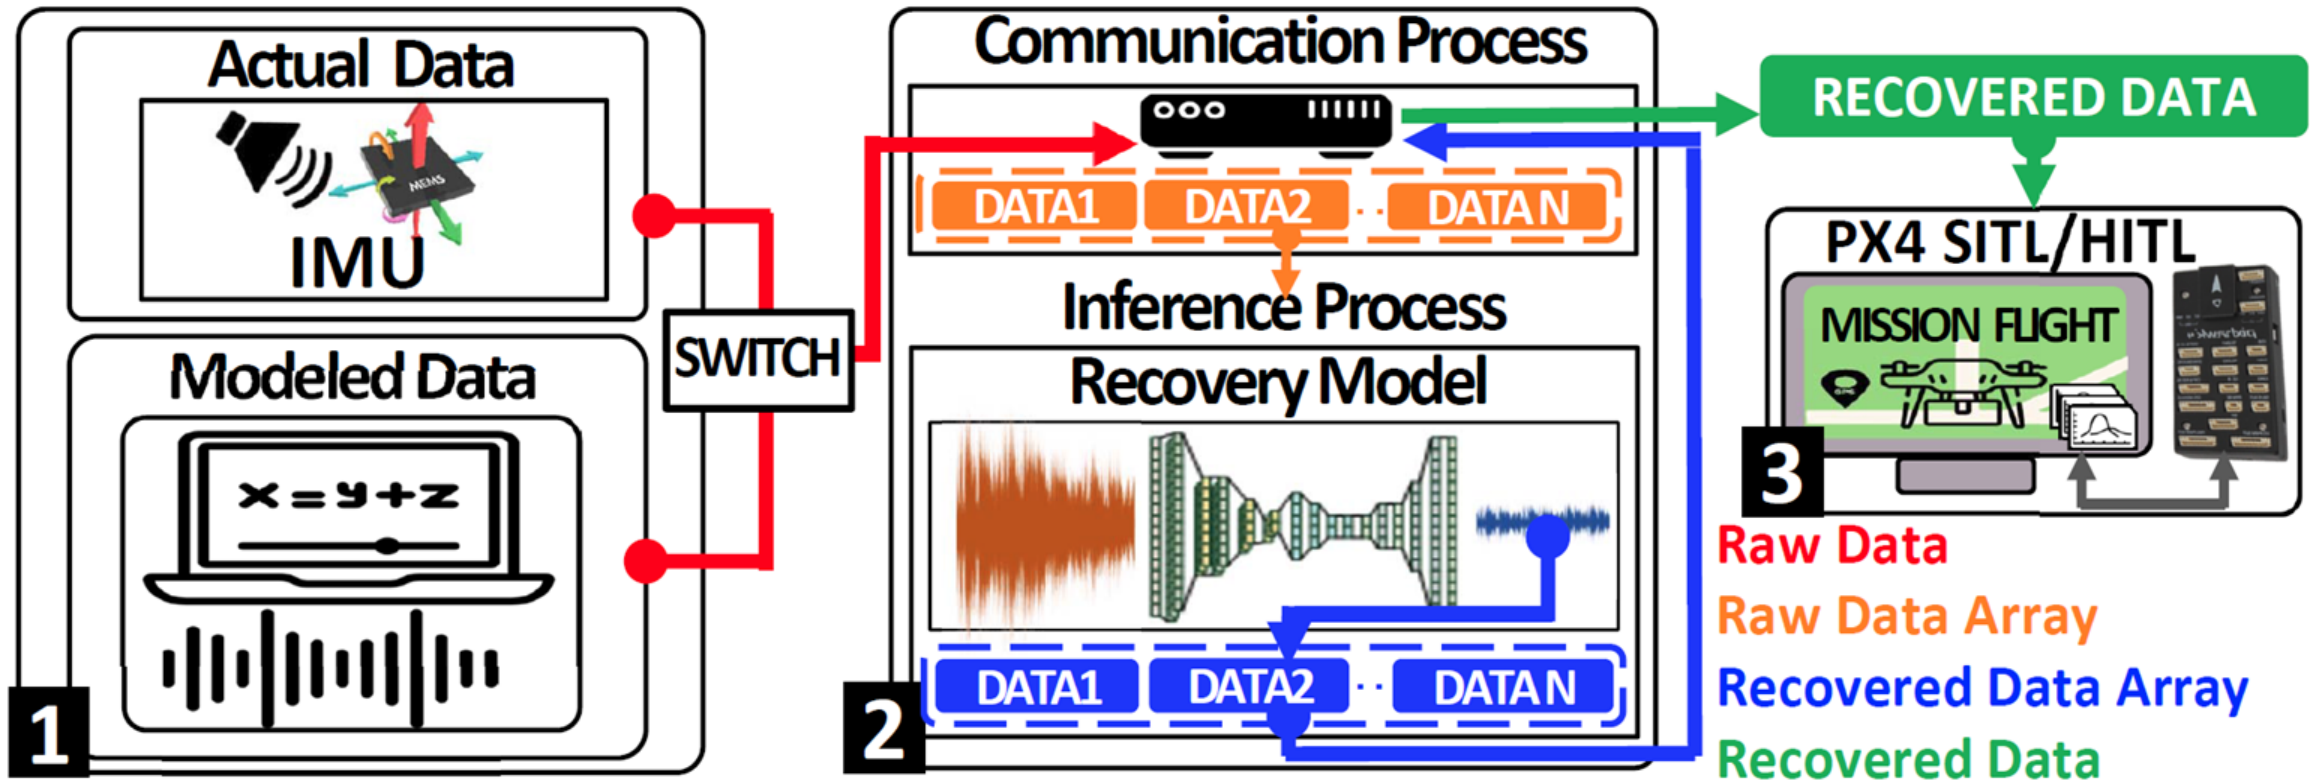 Actual Data
MEMS
IMU
Modeled Data
x=y+z
1
SWITCH
Communication Process
DATA1 DATA2 .. DATA N
Inference Process
Recovery Model
DATA1 DATA2 .. DATA N
2
RECOVERED DATA
PX4 SITL/HITL
MISSION FLIGHT
3
Raw Data
Raw Data Array
Recovered Data Array
Recovered Data